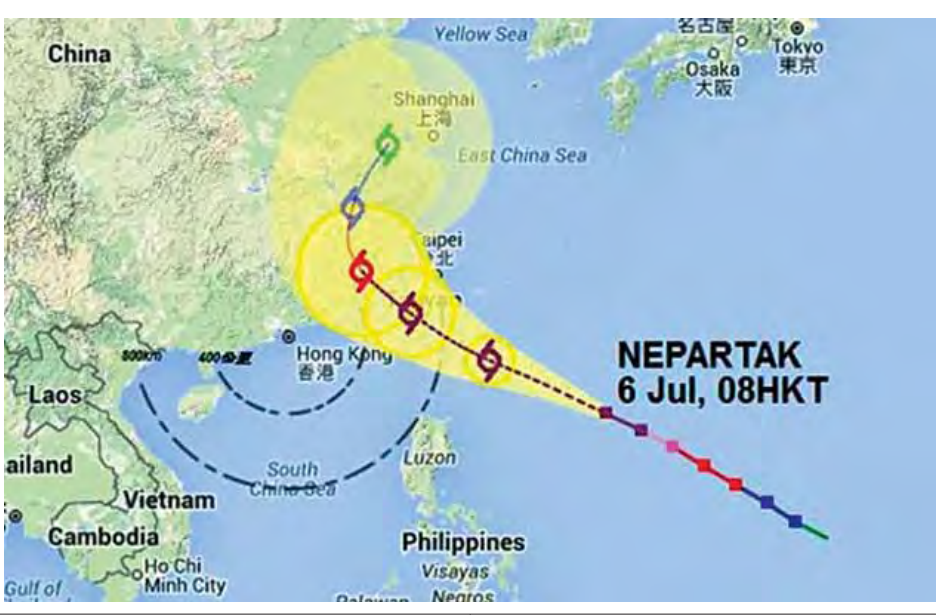 China
Yellow Sea
Tokyo
東京
Osaka
大阪
Shanghai
上海
East China Sea
aipei
北
Hong Kong
香港
800km
400公里
NEPARTAK
6 Jul, 08HKT
Laos
ailand
Vietnam
South
China Sea
Luzon
Cambodia
Philippines
Ho Chi
Minh City
Visayas
Negros
Gulf of